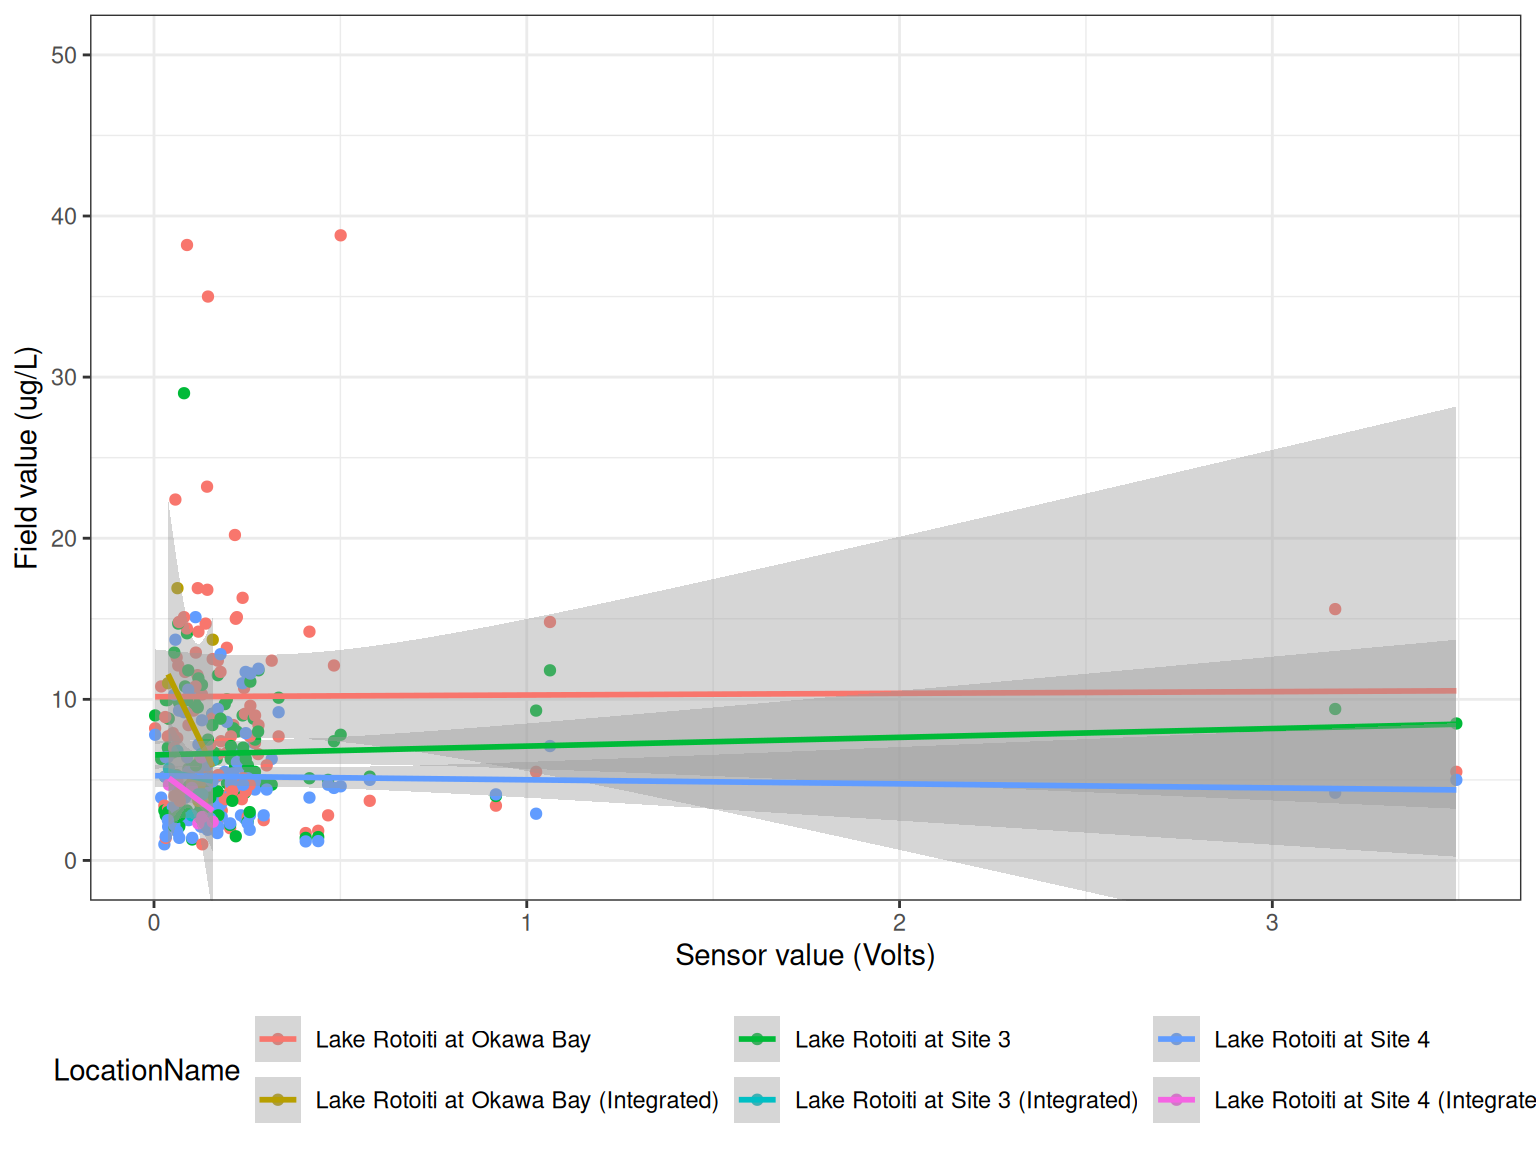 50
40
30
20
10
0
Field value (ug/L)
0 1 2 3
Sensor value (Volts)
LocationName
Lake Rotoiti at Okawa Bay
Lake Rotoiti at Site 3
Lake Rotoiti at Site 4
Lake Rotoiti at Okawa Bay (Integrated)
Lake Rotoiti at Site 3 (Integrated)
Lake Rotoiti at Site 4 (Integrate